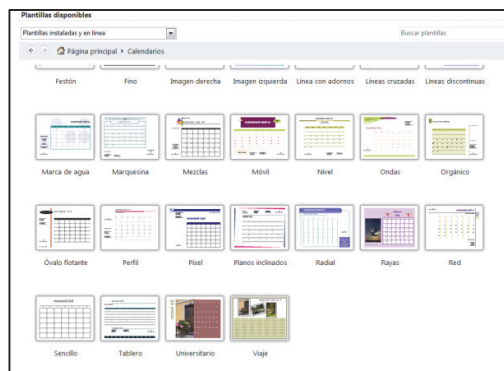 Plantillas disponibles
Plantillas instaladas y en línea
Buscar plantillas
Página principal
Calendarios
Festón Fino Imagen derecha Imagen izquierda Línea con adornos Líneas cruzadas Líneas discontinuas
Marca de agua Marquesina Mezclas Móvil Nivel Ondas Orgánico
Óvalo flotante Perfil Píxel Planos inclinados Radial Rayas Red
Sencillo Tablero Universitario Viaje